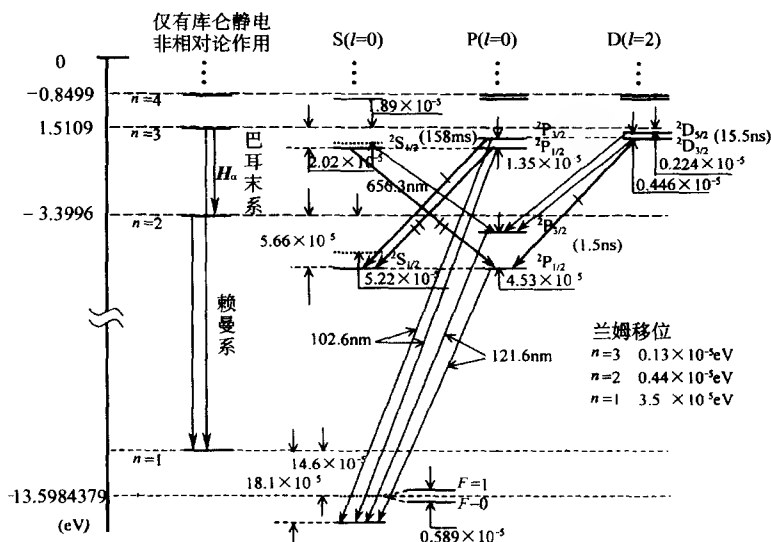 仅有库仑静电
非相对论作用
S(l=0)
P(l=0)
D(l=2)
0
-0.8499
n=4
.89×10⁻⁵
1.5109
n=3
²S₁/₂
(158ms)
²P₃/₂
²P₁/₂
²D₅/₂
²D₃/₂
(15.5ns)
2.02×10⁻⁵
1.35×10⁻⁵
0.224×10⁻⁵
0.446×10⁻⁵
Hα
巴耳末系
656.3nm
-3.3996
n=2
²P₃/₂
(1.5ns)
5.66×10⁻⁵
²S₁/₂
²P₁/₂
5.22×10⁻⁵
4.53×10⁻⁵
赖曼系
102.6nm
121.6nm
兰姆移位
n=3 0.13×10⁻⁵eV
n=2 0.44×10⁻⁵eV
n=1 3.5 ×10⁻⁵eV
n=1
14.6×10⁻⁵
18.1×10⁻⁵
-13.5984379
F=1
F=0
(eV)
0.589×10⁻⁵